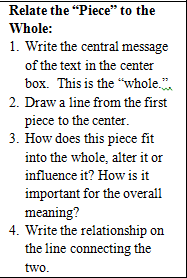 Relate the “Piece” to the
Whole:
1. Write the central message
of the text in the center
box.  This is the “whole.”
2. Draw a line from the first
piece to the center.
3. How does this piece fit
into the whole, alter it or
influence it? How is it
important for the overall
meaning?
4. Write the relationship on
the line connecting the
two.